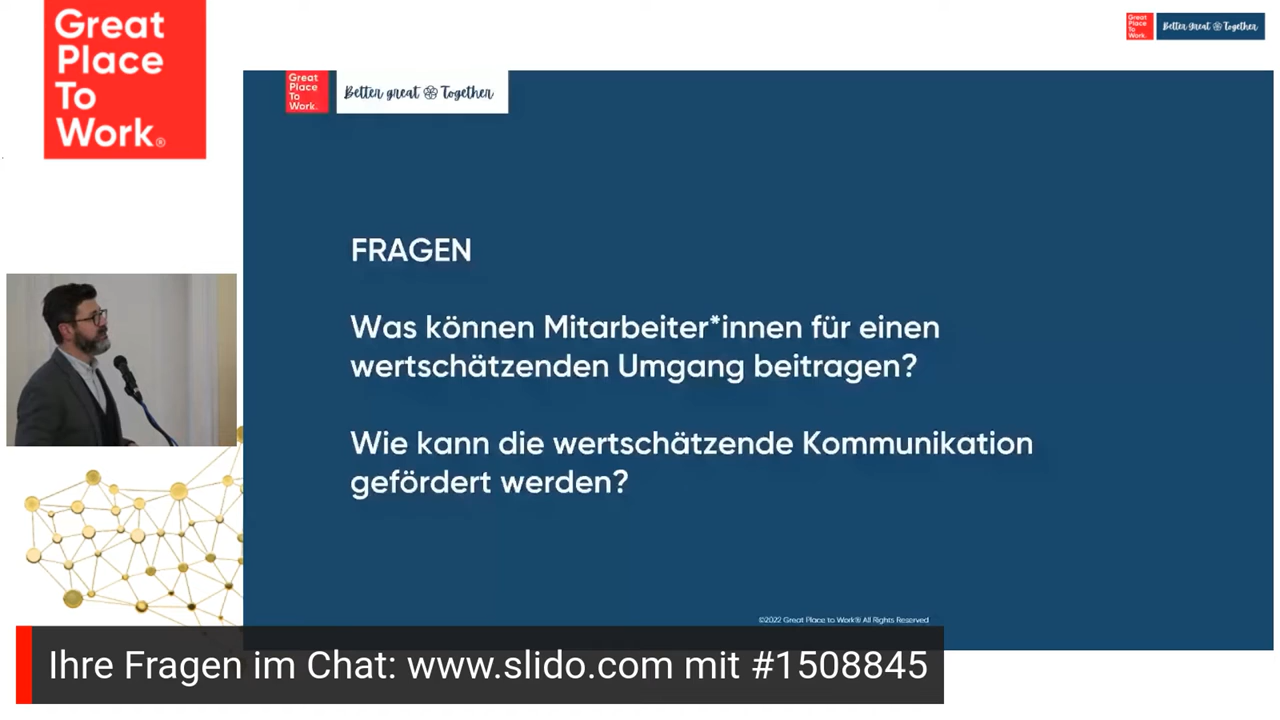 Great
Place
To
Work®
Great
Place
To
Work.
Better great Together
Great
Place
To
Work.
Better great Together
FRAGEN
Was können Mitarbeiter*innen für einen
wertschätzenden Umgang beitragen?
Wie kann die wertschätzende Kommunikation
gefördert werden?
©2022 Great Place to Work® All Rights Reserved
Ihre Fragen im Chat: www.slido.com mit #1508845